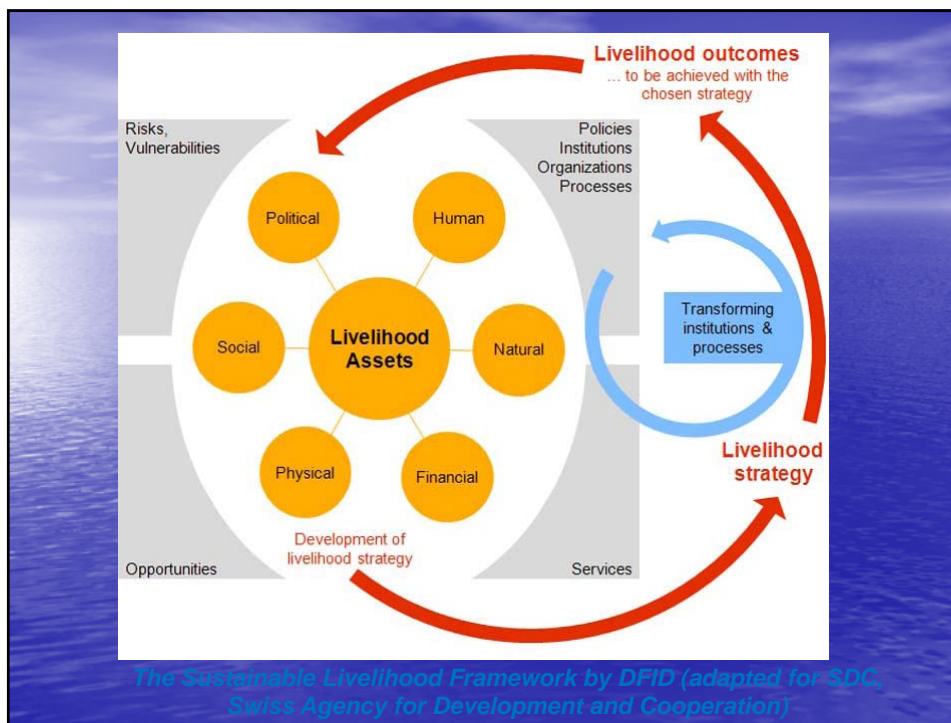 Livelihood outcomes
... to be achieved with the
chosen strategy
Risks,
Vulnerabilities
Policies
Institutions
Organizations
Processes
Political
Human
Social
Livelihood
Assets
Natural
Transforming
institutions &
processes
Physical
Financial
Livelihood
strategy
Development of
livelihood strategy
Opportunities
Services
The Sustainable Livelihood Framework by DFID (adapted for SDC,
Swiss Agency for Development and Cooperation)